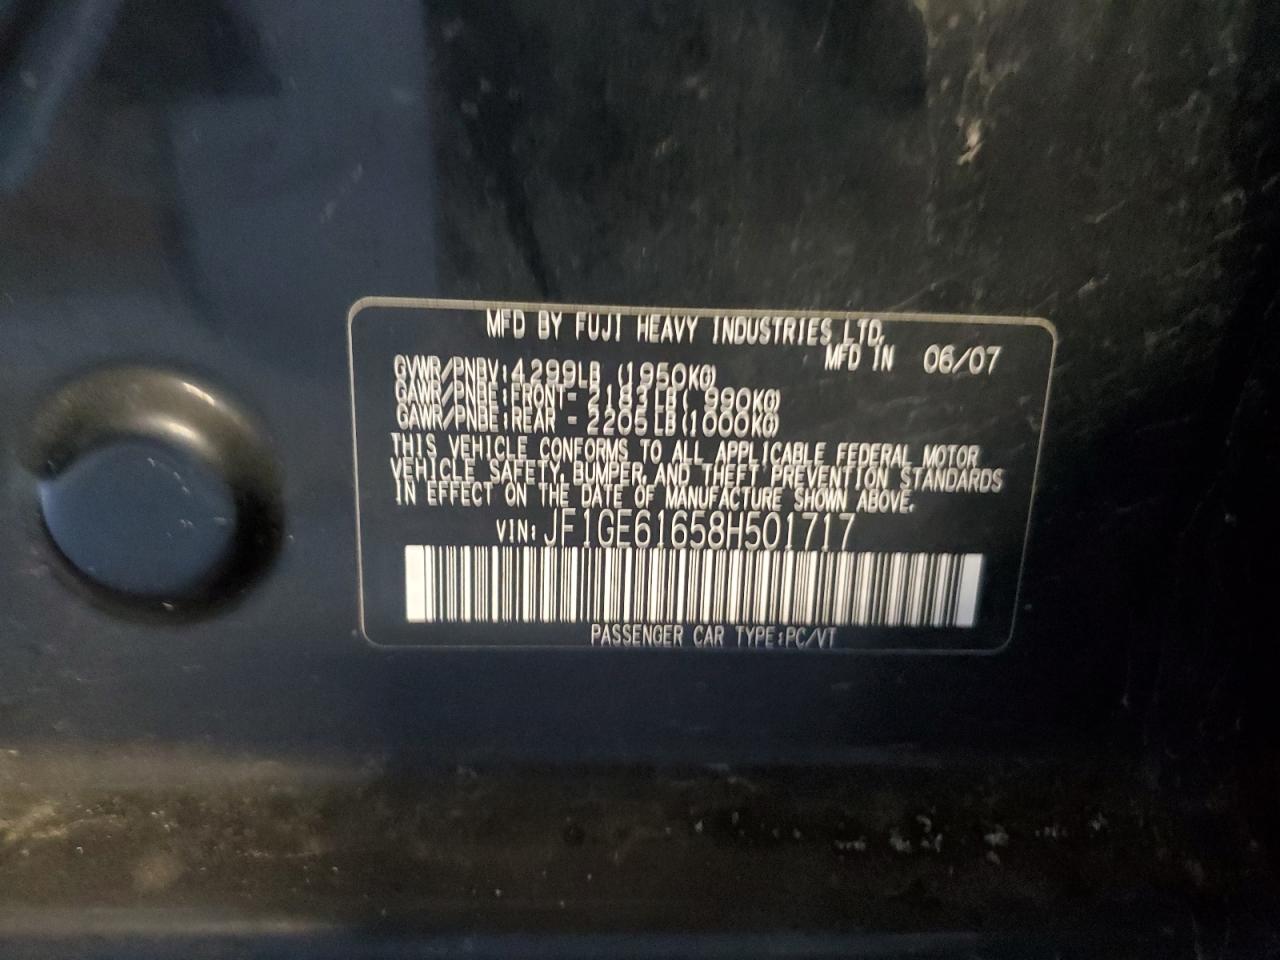 MFD BY FUJI HEAVY INDUSTRIES LTD.
MFD IN 06/07
GVWR/PNBV:4299LB (1950KG)
GAWR/PNBE:FRONT- 2183LB( 990KG)
GAWR/PNBE:REAR - 2205LB(1000KG)
THIS VEHICLE CONFORMS TO ALL APPLICABLE FEDERAL MOTOR
VEHICLE SAFETY, BUMPER, AND THEFT PREVENTION STANDARDS
IN EFFECT ON THE DATE OF MANUFACTURE SHOWN ABOVE.
VIN: JF1GE61658H501717
PASSENGER CAR TYPE:PC/VT